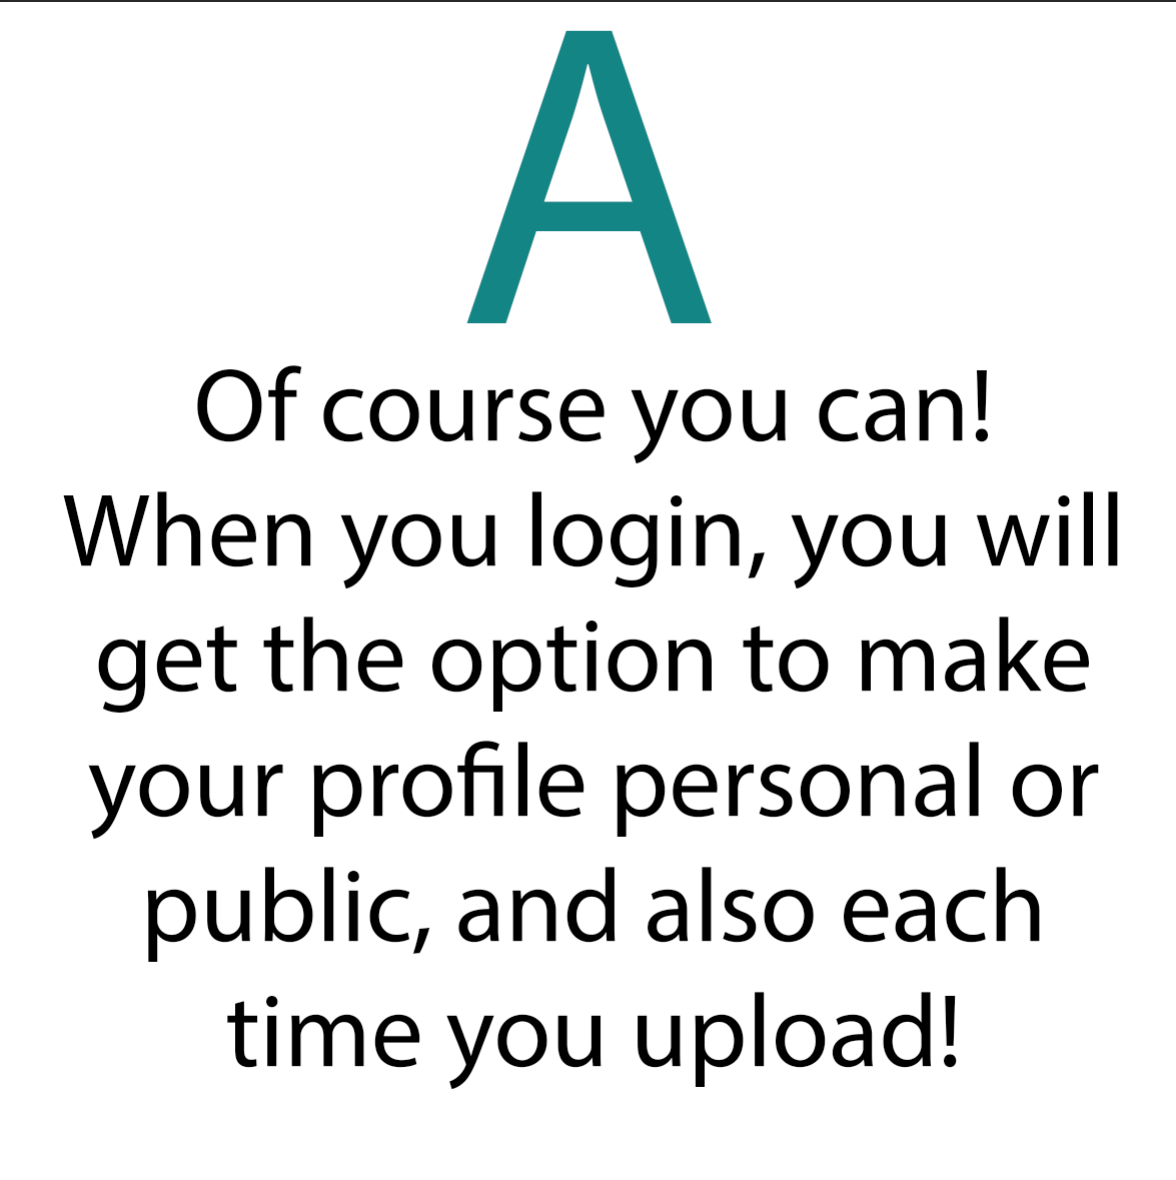 A
Of course you can!
When you login, you will
get the option to make
your profile personal or
public, and also each
time you upload!